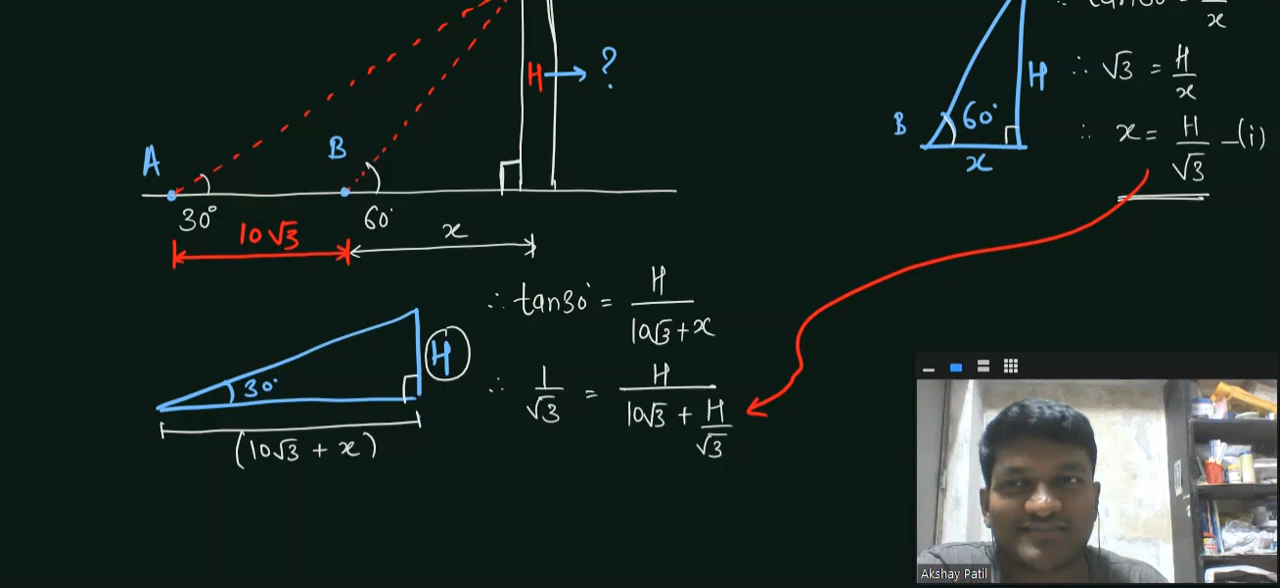 H → ?
A
B
30°
60°
10√3
x
∴ tan30° = H / 10√3 + x
∴ 1/√3 = H / 10√3 + H/√3
H
30°
(10√3 + x)
x
∴ √3 = H/x
∴ x = H/√3 – (i)
H
B
60°
x
Akshay Patil